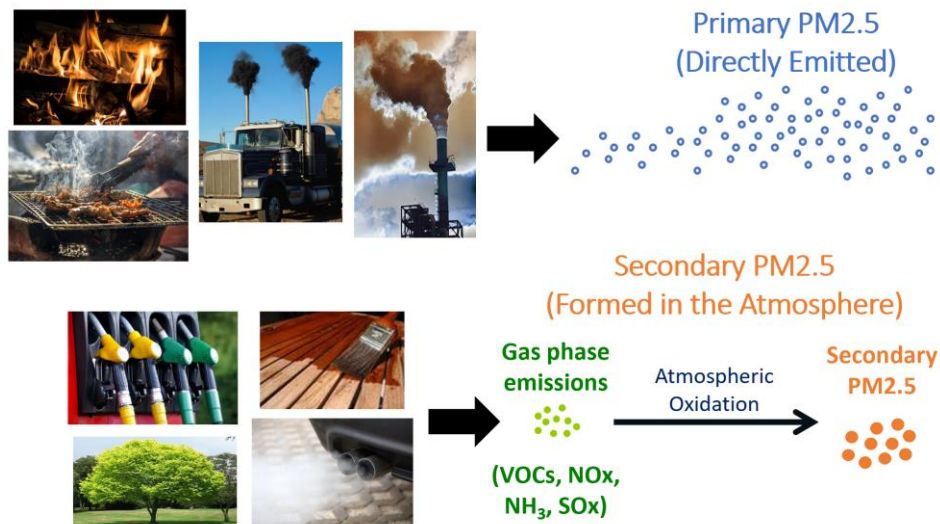 Primary PM2.5
(Directly Emitted)
Secondary PM2.5
(Formed in the Atmosphere)
Gas phase
emissions
Atmospheric
Oxidation
Secondary
PM2.5
(VOCs, NOx,
NH₃, SOx)